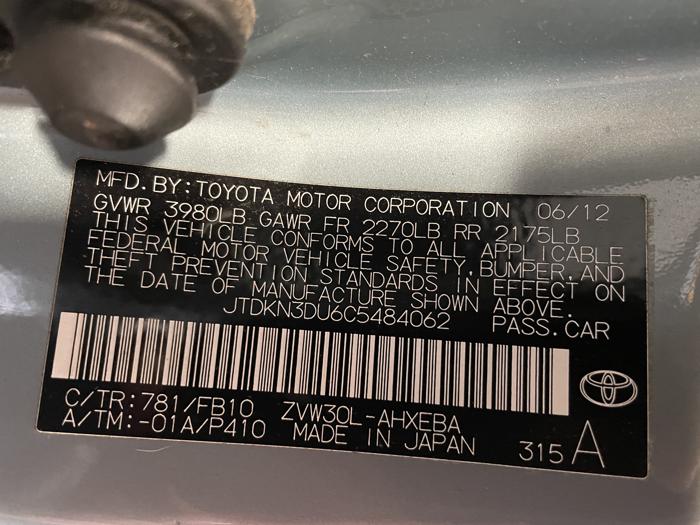 MFD. BY: TOYOTA MOTOR CORPORATION 06/12
GVWR 3980LB GAWR FR 2270LB RR 2175LB
THIS VEHICLE CONFORMS TO ALL APPLICABLE
FEDERAL MOTOR VEHICLE SAFETY, BUMPER, AND
THEFT PREVENTION STANDARDS IN EFFECT ON
THE DATE OF MANUFACTURE SHOWN ABOVE.
JTDKN3DU6C5484062 PASS. CAR
C/TR: 781/FB10 ZVW30L-AHXEBA
A/TM: -01A/P410 MADE IN JAPAN 315 A